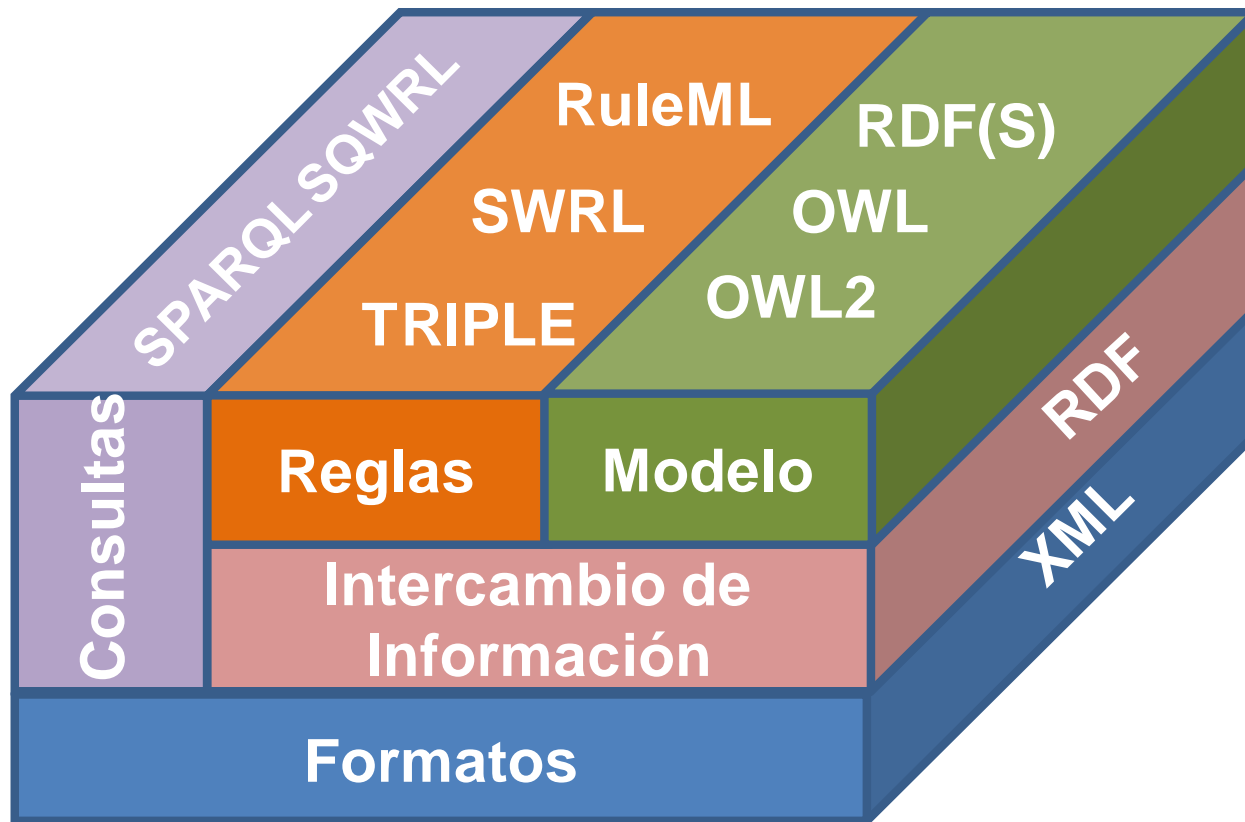 SPARQL SQWRL
RuleML
SWRL
TRIPLE
RDF(S)
OWL
OWL2
RDF
XML
Consultas
Reglas
Modelo
Intercambio de
Información
Formatos